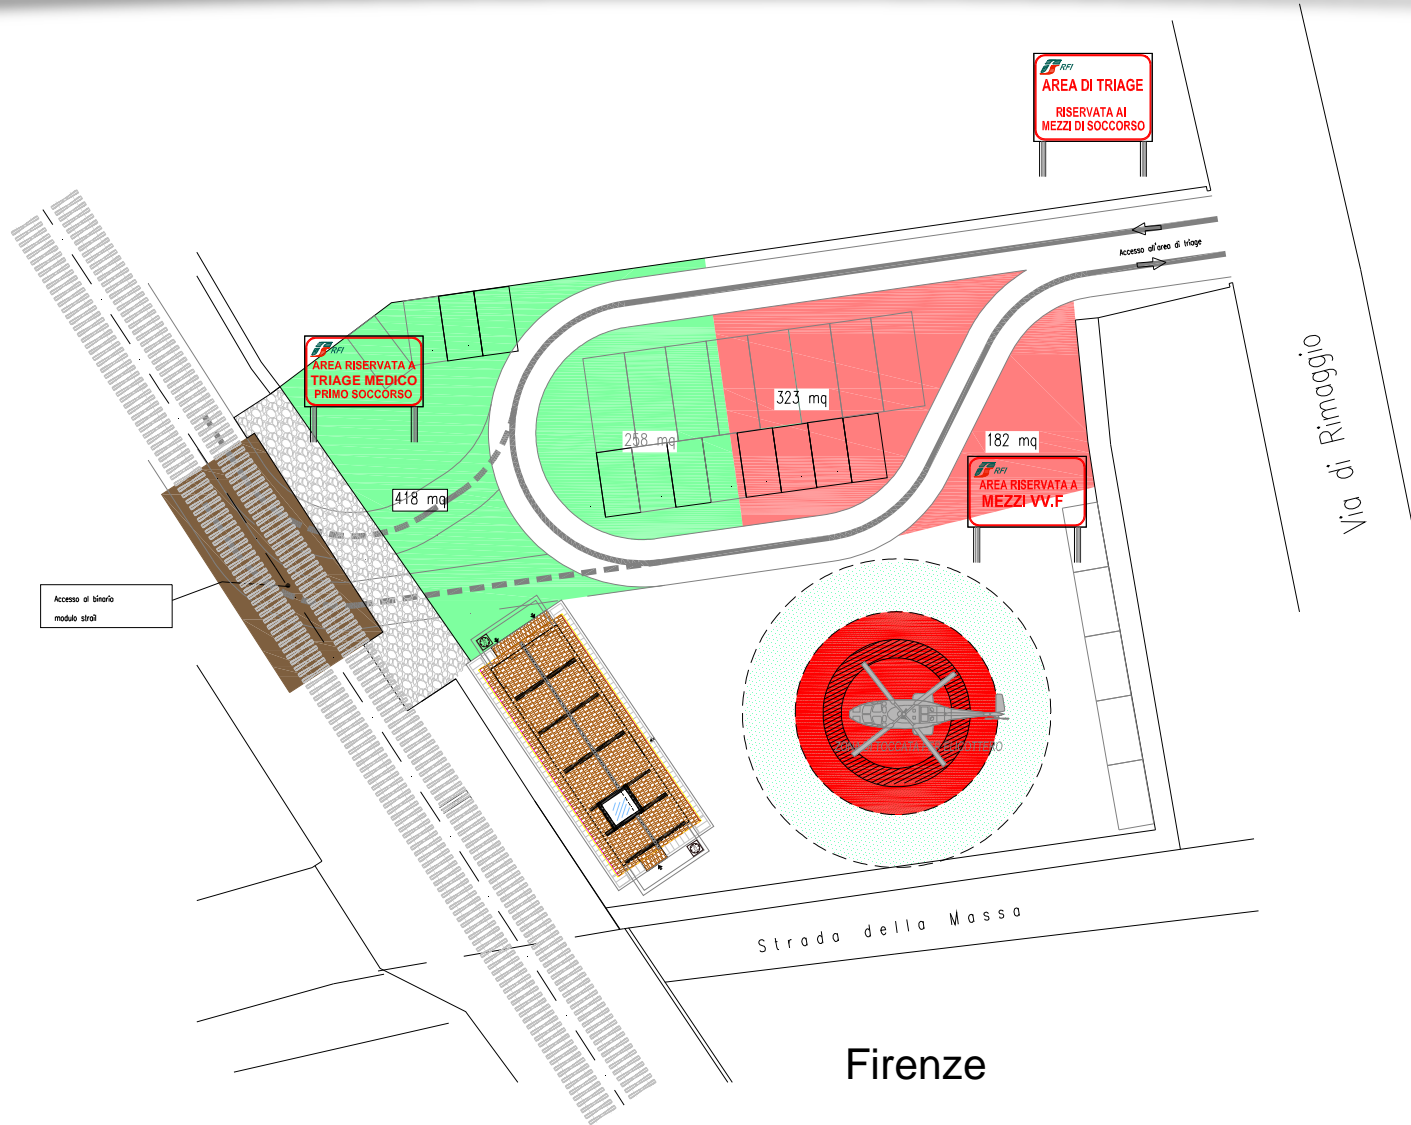 RFI
AREA DI TRIAGE
RISERVATA AI
MEZZI DI SOCCORSO
Accesso all'area di triage
Via di Rimaggio
RFI
AREA RISERVATA A
TRIAGE MEDICO
PRIMO SOCCORSO
323 mq
258 mq
182 mq
RFI
AREA RISERVATA A
MEZZI VV.F
418 mq
Accesso al binario
modulo strail
ELICOTTERO
Strada della Massa
Firenze